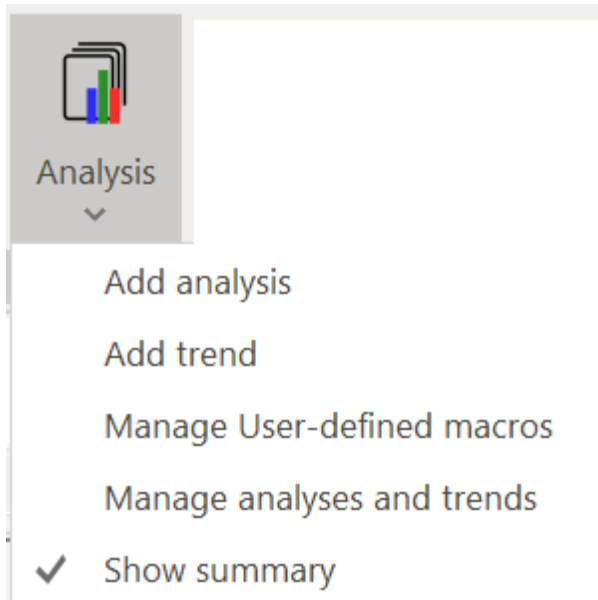 Analysis
Add analysis
Add trend
Manage User-defined macros
Manage analyses and trends
Show summary